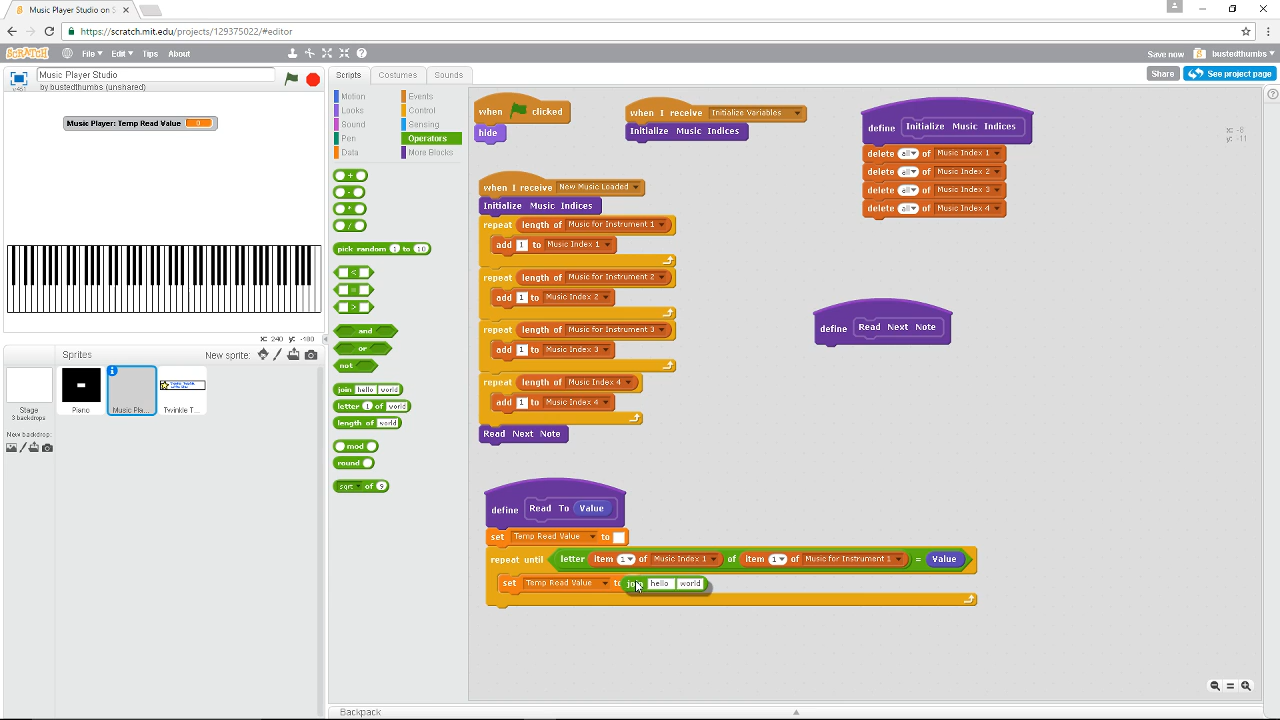 Music Player Studio on S
https://scratch.mit.edu/projects/129375022/#editor
SCRATCH File Edit Tips About Save now bustedthumbs
Music Player Studio
by bustedthumbs (unshared)
v461
Scripts Costumes Sounds
Share See project page
Music Player: Temp Read Value 0
Motion Events
Looks Control
Sound Sensing
Pen Operators
Data More Blocks
+
-
*
/
pick random 1 to 10
<
=
>
and
or
not
join hello world
letter 1 of world
length of world
mod
round
sqrt of 9
when clicked
hide
when I receive Initialize Variables
Initialize Music Indices
define Initialize Music Indices
delete all of Music Index 1
delete all of Music Index 2
delete all of Music Index 3
delete all of Music Index 4
x: -8
y: -11
when I receive New Music Loaded
Initialize Music Indices
repeat length of Music for Instrument 1
add 1 to Music Index 1
repeat length of Music for Instrument 2
add 1 to Music Index 2
repeat length of Music for Instrument 3
add 1 to Music Index 3
repeat length of Music Index 4
add 1 to Music Index 4
Read Next Note
define Read Next Note
define Read To Value
set Temp Read Value to
repeat until letter item 1 of Music Index 1 of item 1 of Music for Instrument 1 = Value
set Temp Read Value to join hello world
x: 240 y: -180
Sprites New sprite:
Stage
3 backdrops
New backdrop:
Piano
Music Pla...
Twinkle T...
Backpack